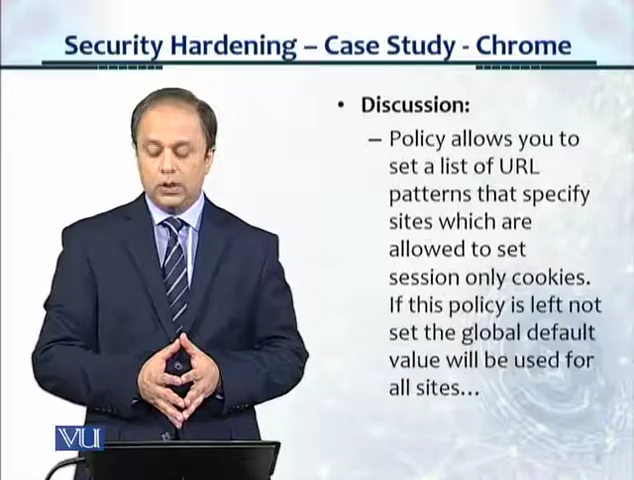 Security Hardening – Case Study - Chrome
• Discussion:
– Policy allows you to
set a list of URL
patterns that specify
sites which are
allowed to set
session only cookies.
If this policy is left not
set the global default
value will be used for
all sites...
VU